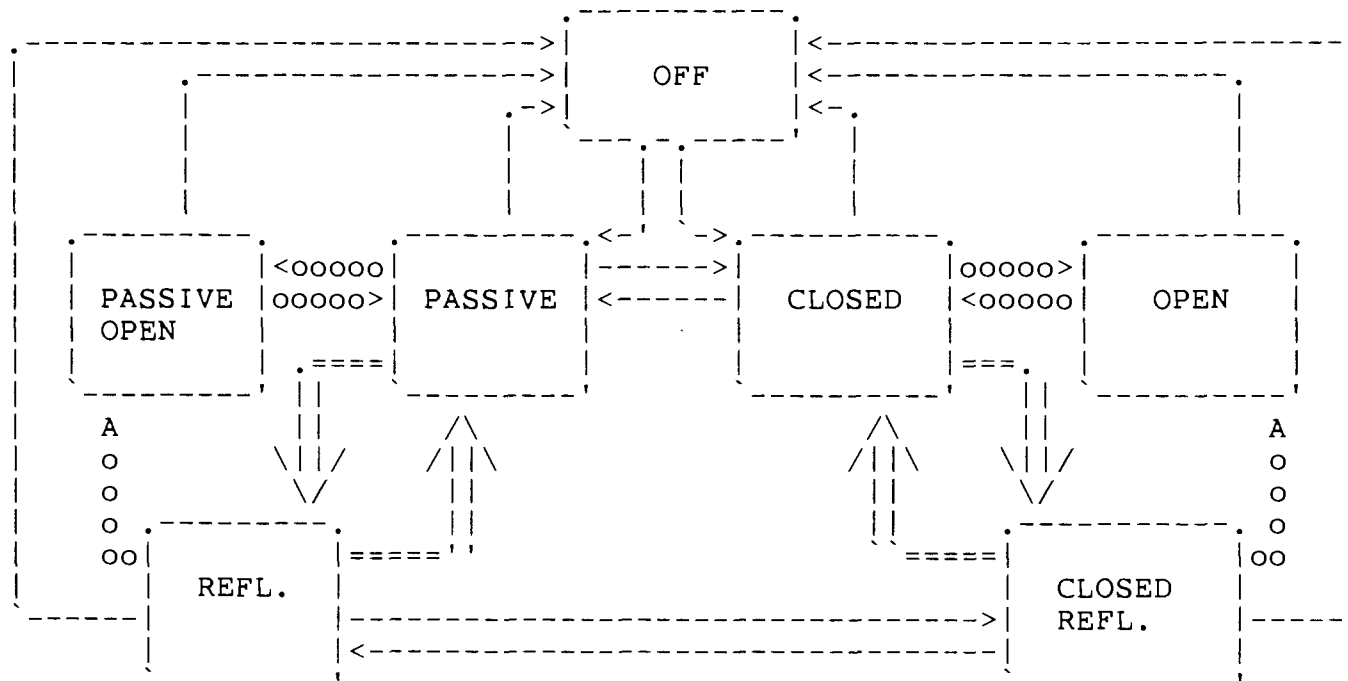 OFF
PASSIVE
OPEN
PASSIVE
CLOSED
OPEN
REFL.
CLOSED
REFL.